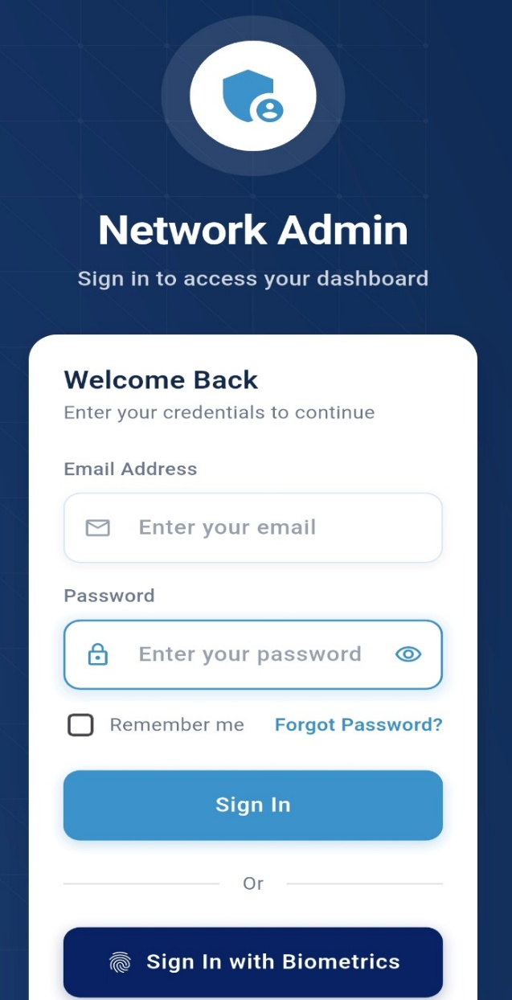 Network Admin
Sign in to access your dashboard
Welcome Back
Enter your credentials to continue
Email Address
Enter your email
Password
Enter your password
Remember me Forgot Password?
Sign In
Or
Sign In with Biometrics